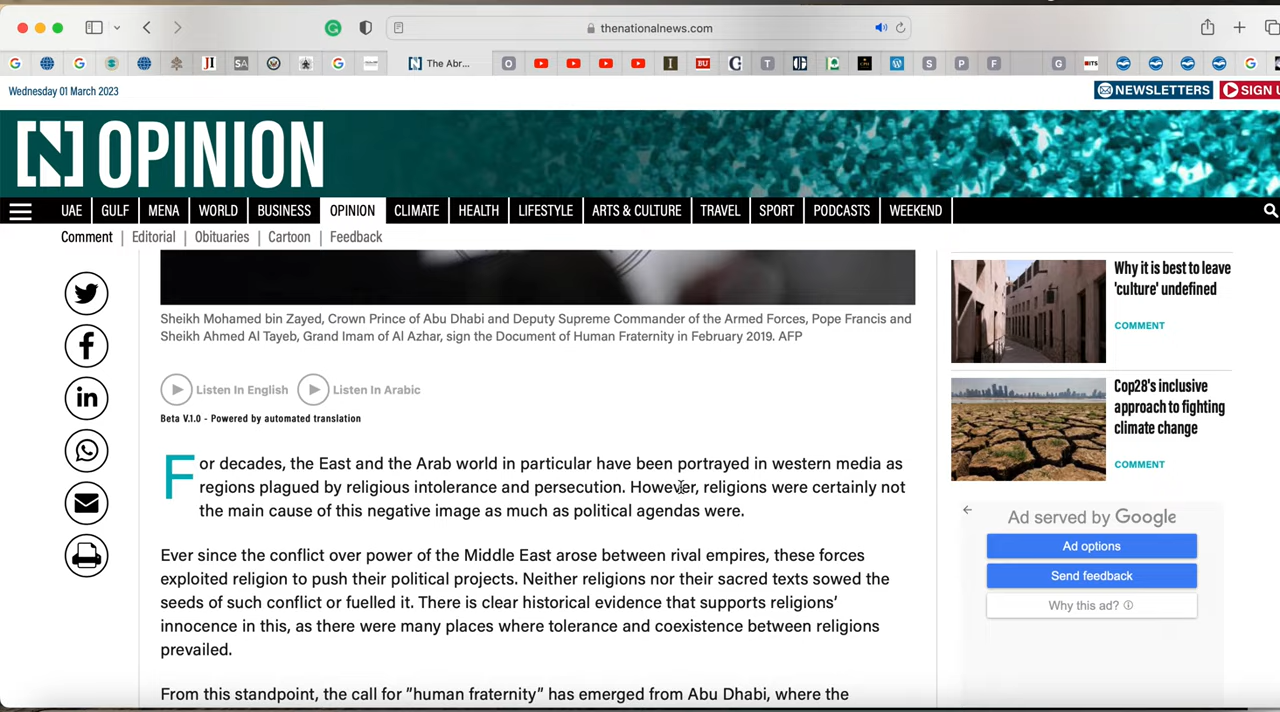 thenationalnews.com
The Abr...
Wednesday 01 March 2023
NEWSLETTERS
SIGN
OPINION
UAE GULF MENA WORLD BUSINESS OPINION CLIMATE HEALTH LIFESTYLE ARTS & CULTURE TRAVEL SPORT PODCASTS WEEKEND
Comment | Editorial | Obituaries | Cartoon | Feedback
Sheikh Mohamed bin Zayed, Crown Prince of Abu Dhabi and Deputy Supreme Commander of the Armed Forces, Pope Francis and
Sheikh Ahmed Al Tayeb, Grand Imam of Al Azhar, sign the Document of Human Fraternity in February 2019. AFP
Listen In English Listen In Arabic
Beta V.1.0 - Powered by automated translation
For decades, the East and the Arab world in particular have been portrayed in western media as
regions plagued by religious intolerance and persecution. However, religions were certainly not
the main cause of this negative image as much as political agendas were.
Ever since the conflict over parts of the Middle East arose between rival empires, these forces
exploited religion to push their political projects. Neither religions nor their sacred texts sowed the
seeds of such conflict or fuelled it. There is clear historical evidence that supports religions’
innocence in this, as there were many places where tolerance and coexistence between religions
prevailed.
From this standpoint, the call for “human fraternity” has emerged from Abu Dhabi, where the
Why it is best to leave
'culture' undefined
COMMENT
Cop28's inclusive
approach to fighting
climate change
COMMENT
Ad served by Google
Ad options
Send feedback
Why this ad?